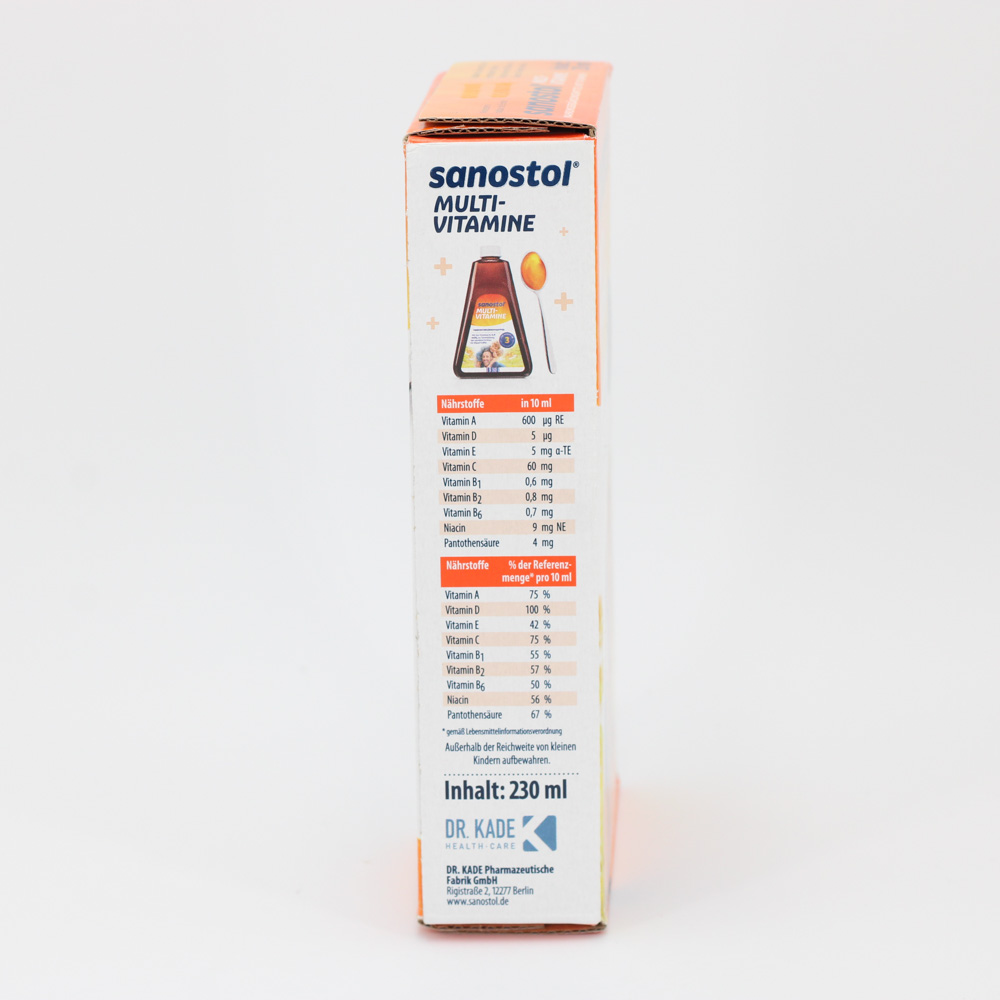 sanostol
sanostol®
MULTI-
VITAMINE
sanostol
MULTI-
VITAMINE
3
Nährstoffe in 10 ml
Vitamin A 600 µg RE
Vitamin D 5 µg
Vitamin E 5 mg α-TE
Vitamin C 60 mg
Vitamin B1 0,6 mg
Vitamin B2 0,8 mg
Vitamin B6 0,7 mg
Niacin 9 mg NE
Pantothensäure 4 mg
Nährstoffe % der Referenz-
menge* pro 10 ml
Vitamin A 75 %
Vitamin D 100 %
Vitamin E 42 %
Vitamin C 75 %
Vitamin B1 55 %
Vitamin B2 57 %
Vitamin B6 50 %
Niacin 56 %
Pantothensäure 67 %
* gemäß Lebensmittelinformationsverordnung
Außerhalb der Reichweite von kleinen
Kindern aufbewahren.
Inhalt: 230 ml
DR. KADE
HEALTH·CARE
DR. KADE Pharmazeutische
Fabrik GmbH
Rigistraße 2, 12277 Berlin
www.sanostol.de